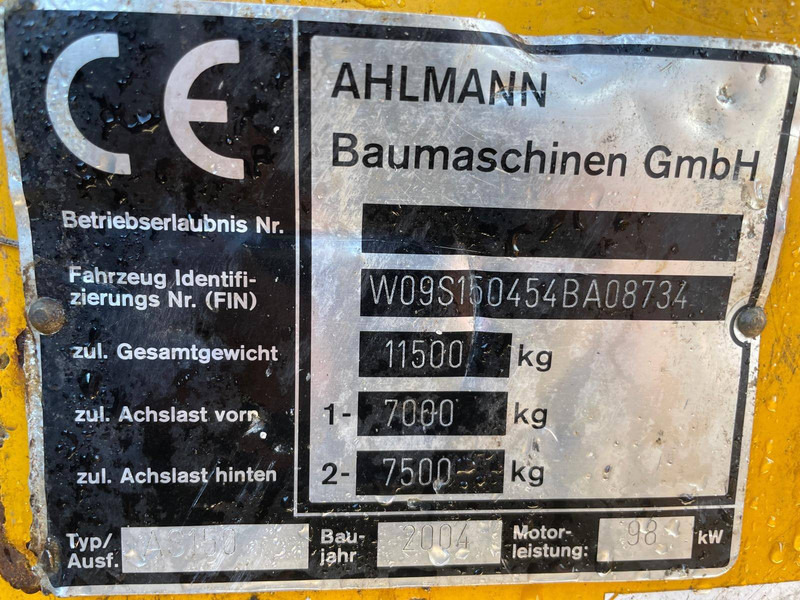 CE
AHLMANN
Baumaschinen GmbH
Betriebserlaubnis Nr.
Fahrzeug Identifi-
zierungs Nr. (FIN) W09S150454BA08734
zul. Gesamtgewicht 11500 kg
zul. Achslast vorn 1- 7000 kg
zul. Achslast hinten 2- 7500 kg
Typ/
Ausf. AS150
Bau-
jahr 2004
Motor-
leistung: 98 kW